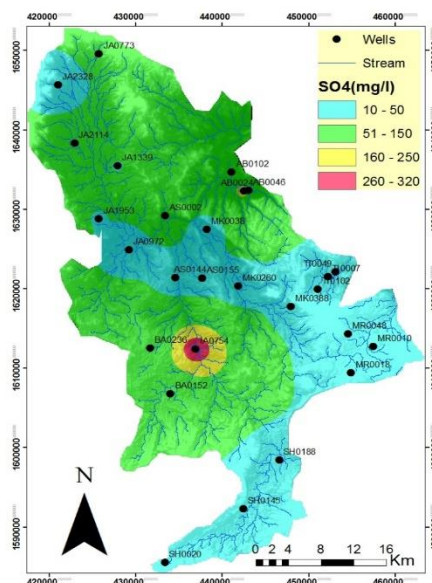 420000 430000 440000 450000 460000
1650000
1640000
1630000
1620000
1610000
1600000
1590000
Wells
Stream
SO4(mg/l)
10 - 50
51 - 150
160 - 250
260 - 320
JA0773
JA2328
JA2114
JA1339
AB0102
AB0024
AB0046
JA1953
AS0002
MK0038
JA0972
AS0144
AS0155
MK0260
MK0388
MR0048
MR0010
MR0018
BA0236
BA0152
SH0188
SH0145
SH0020
N
0 2 4 8 12 16
Km
420000 430000 440000 450000 460000